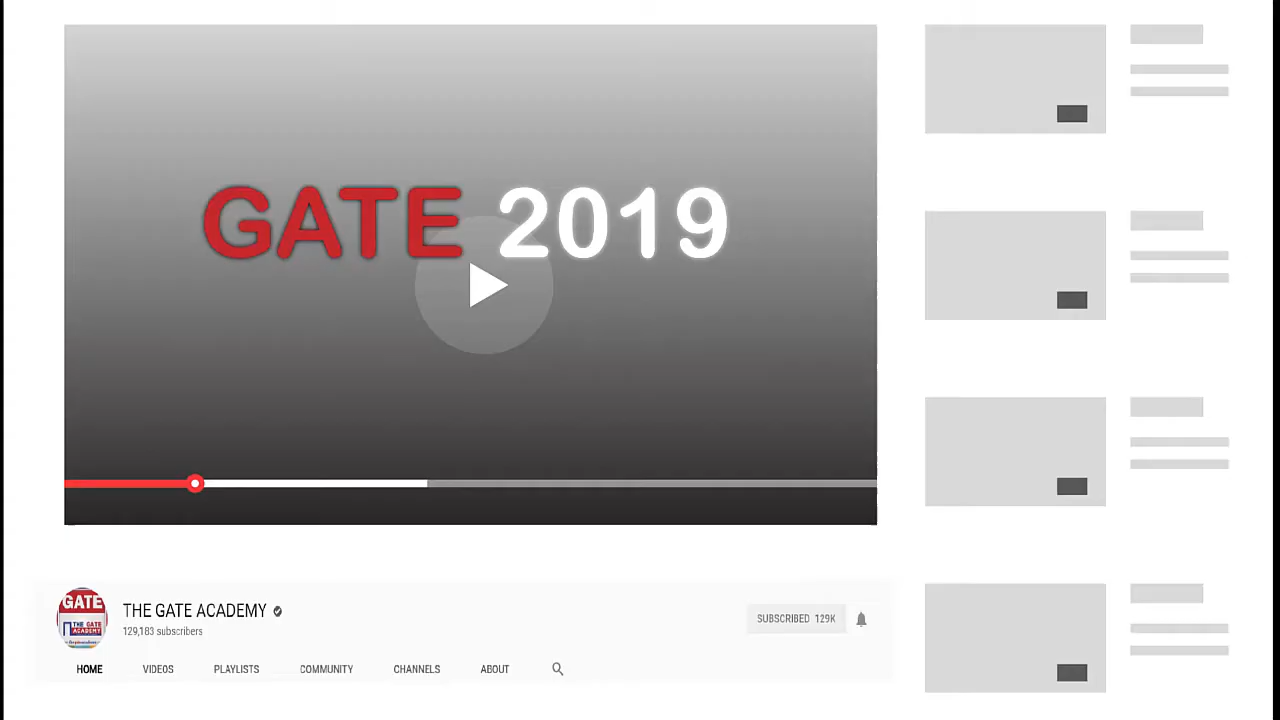 GATE 2019
GATE
THE GATE
ACADEMY
THE GATE ACADEMY
129,183 subscribers
SUBSCRIBED 129K
HOME VIDEOS PLAYLISTS COMMUNITY CHANNELS ABOUT